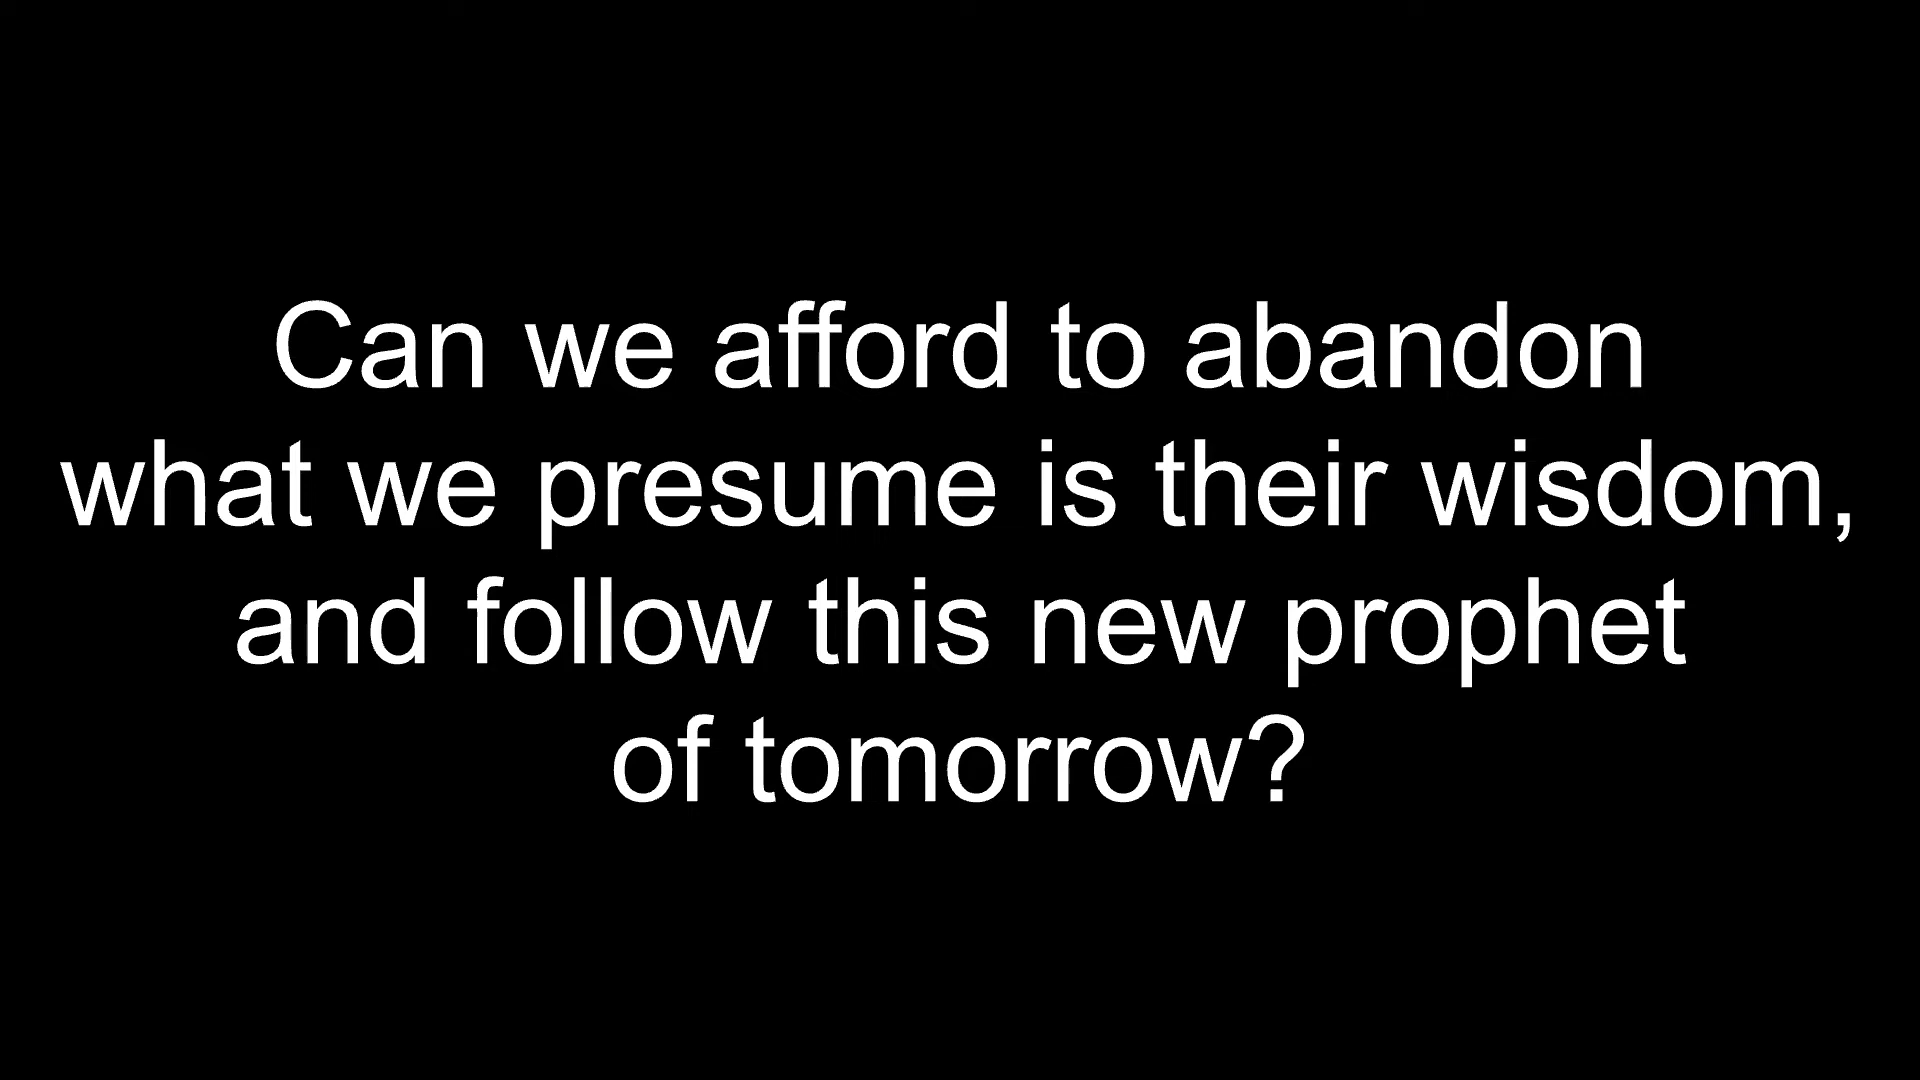 Can we afford to abandon
what we presume is their wisdom,
and follow this new prophet
of tomorrow?